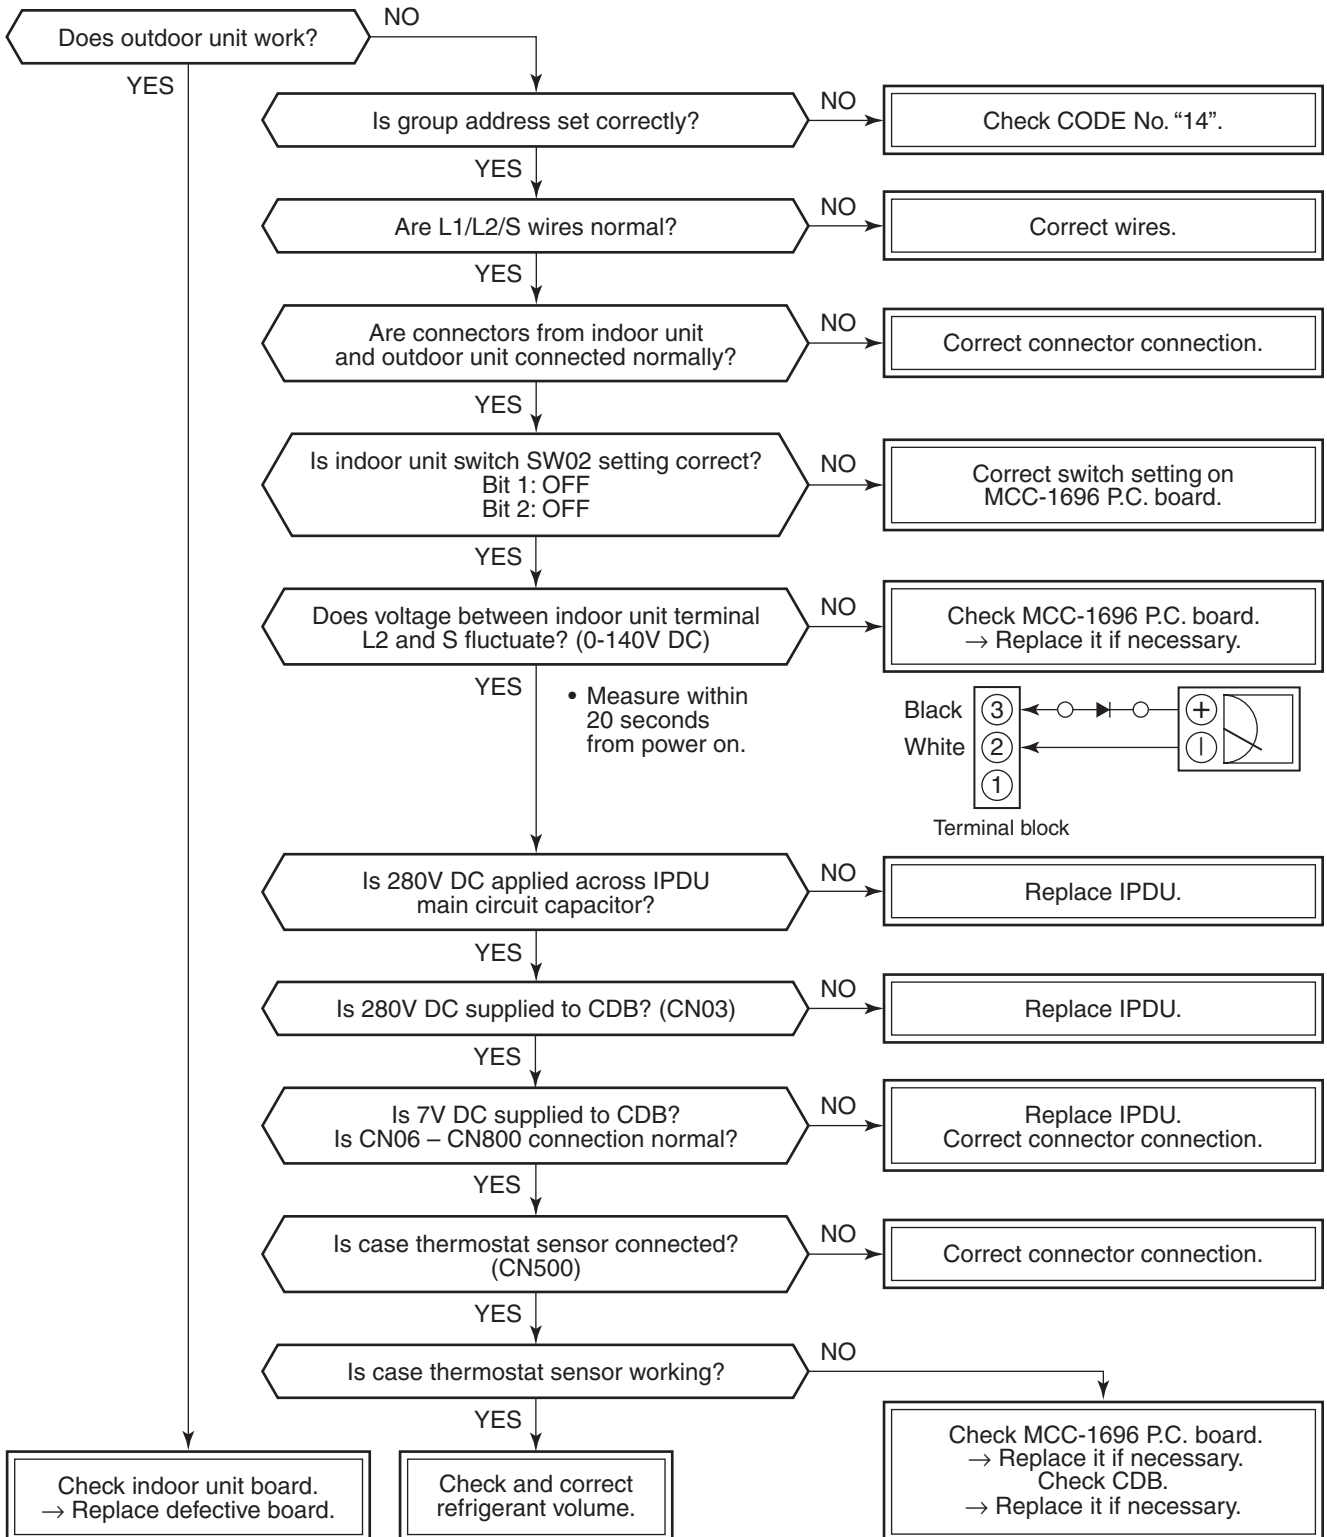 Does outdoor unit work?
NO
YES
Is group address set correctly?
NO
Check CODE No. “14”.
YES
Are L1/L2/S wires normal?
NO
Correct wires.
YES
Are connectors from indoor unit
and outdoor unit connected normally?
NO
Correct connector connection.
YES
Is indoor unit switch SW02 setting correct?
Bit 1: OFF
Bit 2: OFF
NO
Correct switch setting on
MCC-1696 P.C. board.
YES
Does voltage between indoor unit terminal
L2 and S fluctuate? (0-140V DC)
NO
Check MCC-1696 P.C. board.
→ Replace it if necessary.
YES
• Measure within
20 seconds
from power on.
Black ③ +
White ② −
①
Terminal block
Is 280V DC applied across IPDU
main circuit capacitor?
NO
Replace IPDU.
YES
Is 280V DC supplied to CDB? (CN03)
NO
Replace IPDU.
YES
Is 7V DC supplied to CDB?
Is CN06 – CN800 connection normal?
NO
Replace IPDU.
Correct connector connection.
YES
Is case thermostat sensor connected?
(CN500)
NO
Correct connector connection.
YES
Is case thermostat sensor working?
NO
YES
Check indoor unit board.
→ Replace defective board.
Check and correct
refrigerant volume.
Check MCC-1696 P.C. board.
→ Replace it if necessary.
Check CDB.
→ Replace it if necessary.